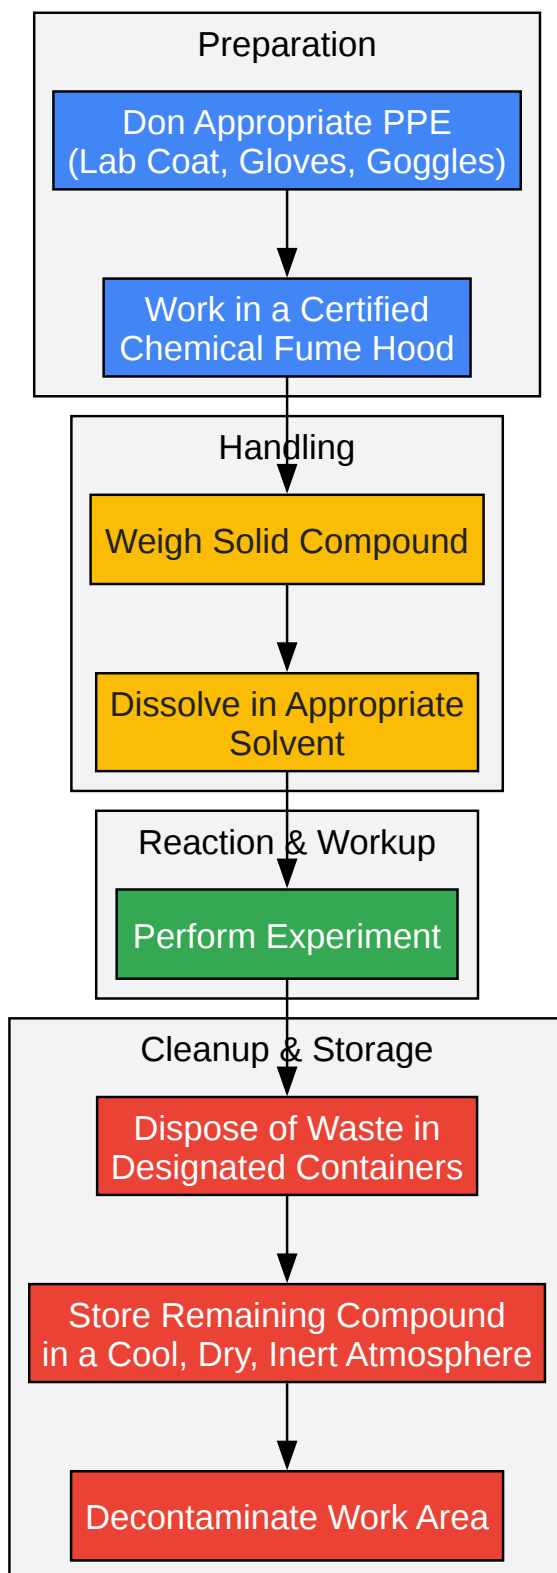 Preparation
Don Appropriate PPE
(Lab Coat, Gloves, Goggles)
Work in a Certified
Chemical Fume Hood
Handling
Weigh Solid Compound
Dissolve in Appropriate
Solvent
Reaction & Workup
Perform Experiment
Cleanup & Storage
Dispose of Waste in
Designated Containers
Store Remaining Compound
in a Cool, Dry, Inert Atmosphere
Decontaminate Work Area